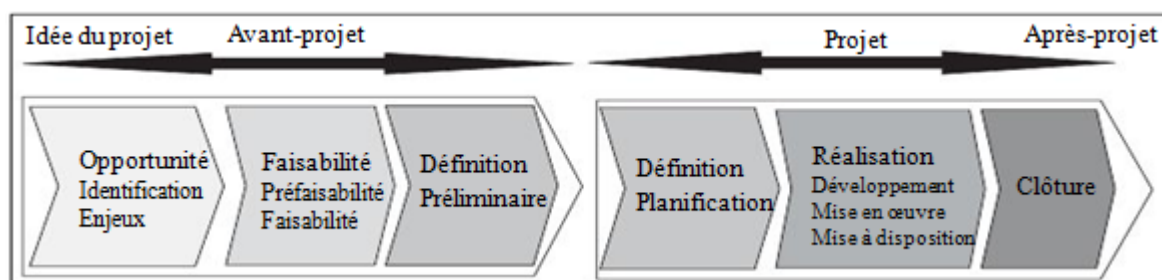 Idée du projet
Avant-projet
Projet
Après-projet
Opportunité
Identification
Enjeux
Faisabilité
Préfaisabilité
Faisabilité
Définition
Préliminaire
Définition
Planification
Réalisation
Développement
Mise en œuvre
Mise à disposition
Clôture